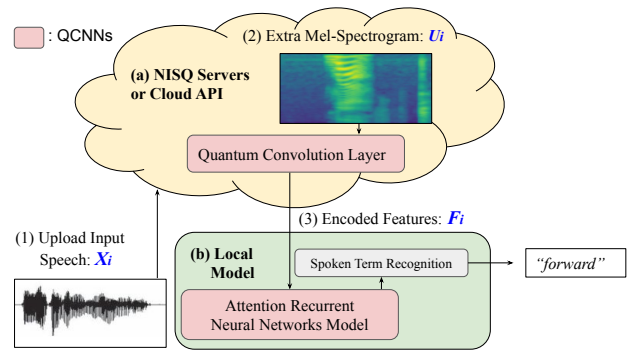 : QCNNs
(2) Extra Mel-Spectrogram: Ui
(a) NISQ Servers
or Cloud API
Quantum Convolution Layer
(3) Encoded Features: Fi
(1) Upload Input
Speech: Xi
(b) Local
Model
Spoken Term Recognition
"forward"
Attention Recurrent
Neural Networks Model